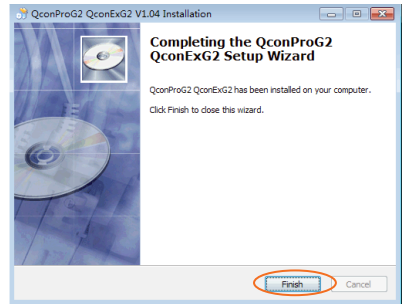 QconProG2 QconExG2 V1.04 Installation
Completing the QconProG2
QconExG2 Setup Wizard
QconProG2 QconExG2 has been installed on your computer.
Click Finish to close this wizard.
Finish
Cancel